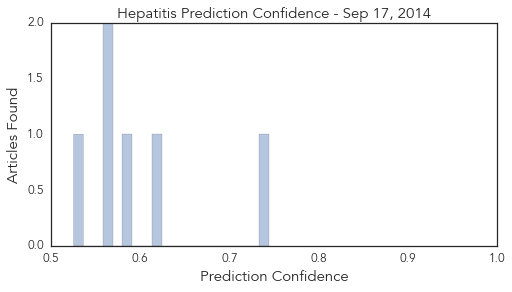 Hepatitis Prediction Confidence - Sep 17, 2014
2.0
1.5
1.0
0.5
0.0
Articles Found
0.5 0.6 0.7 0.8 0.9 1.0
Prediction Confidence